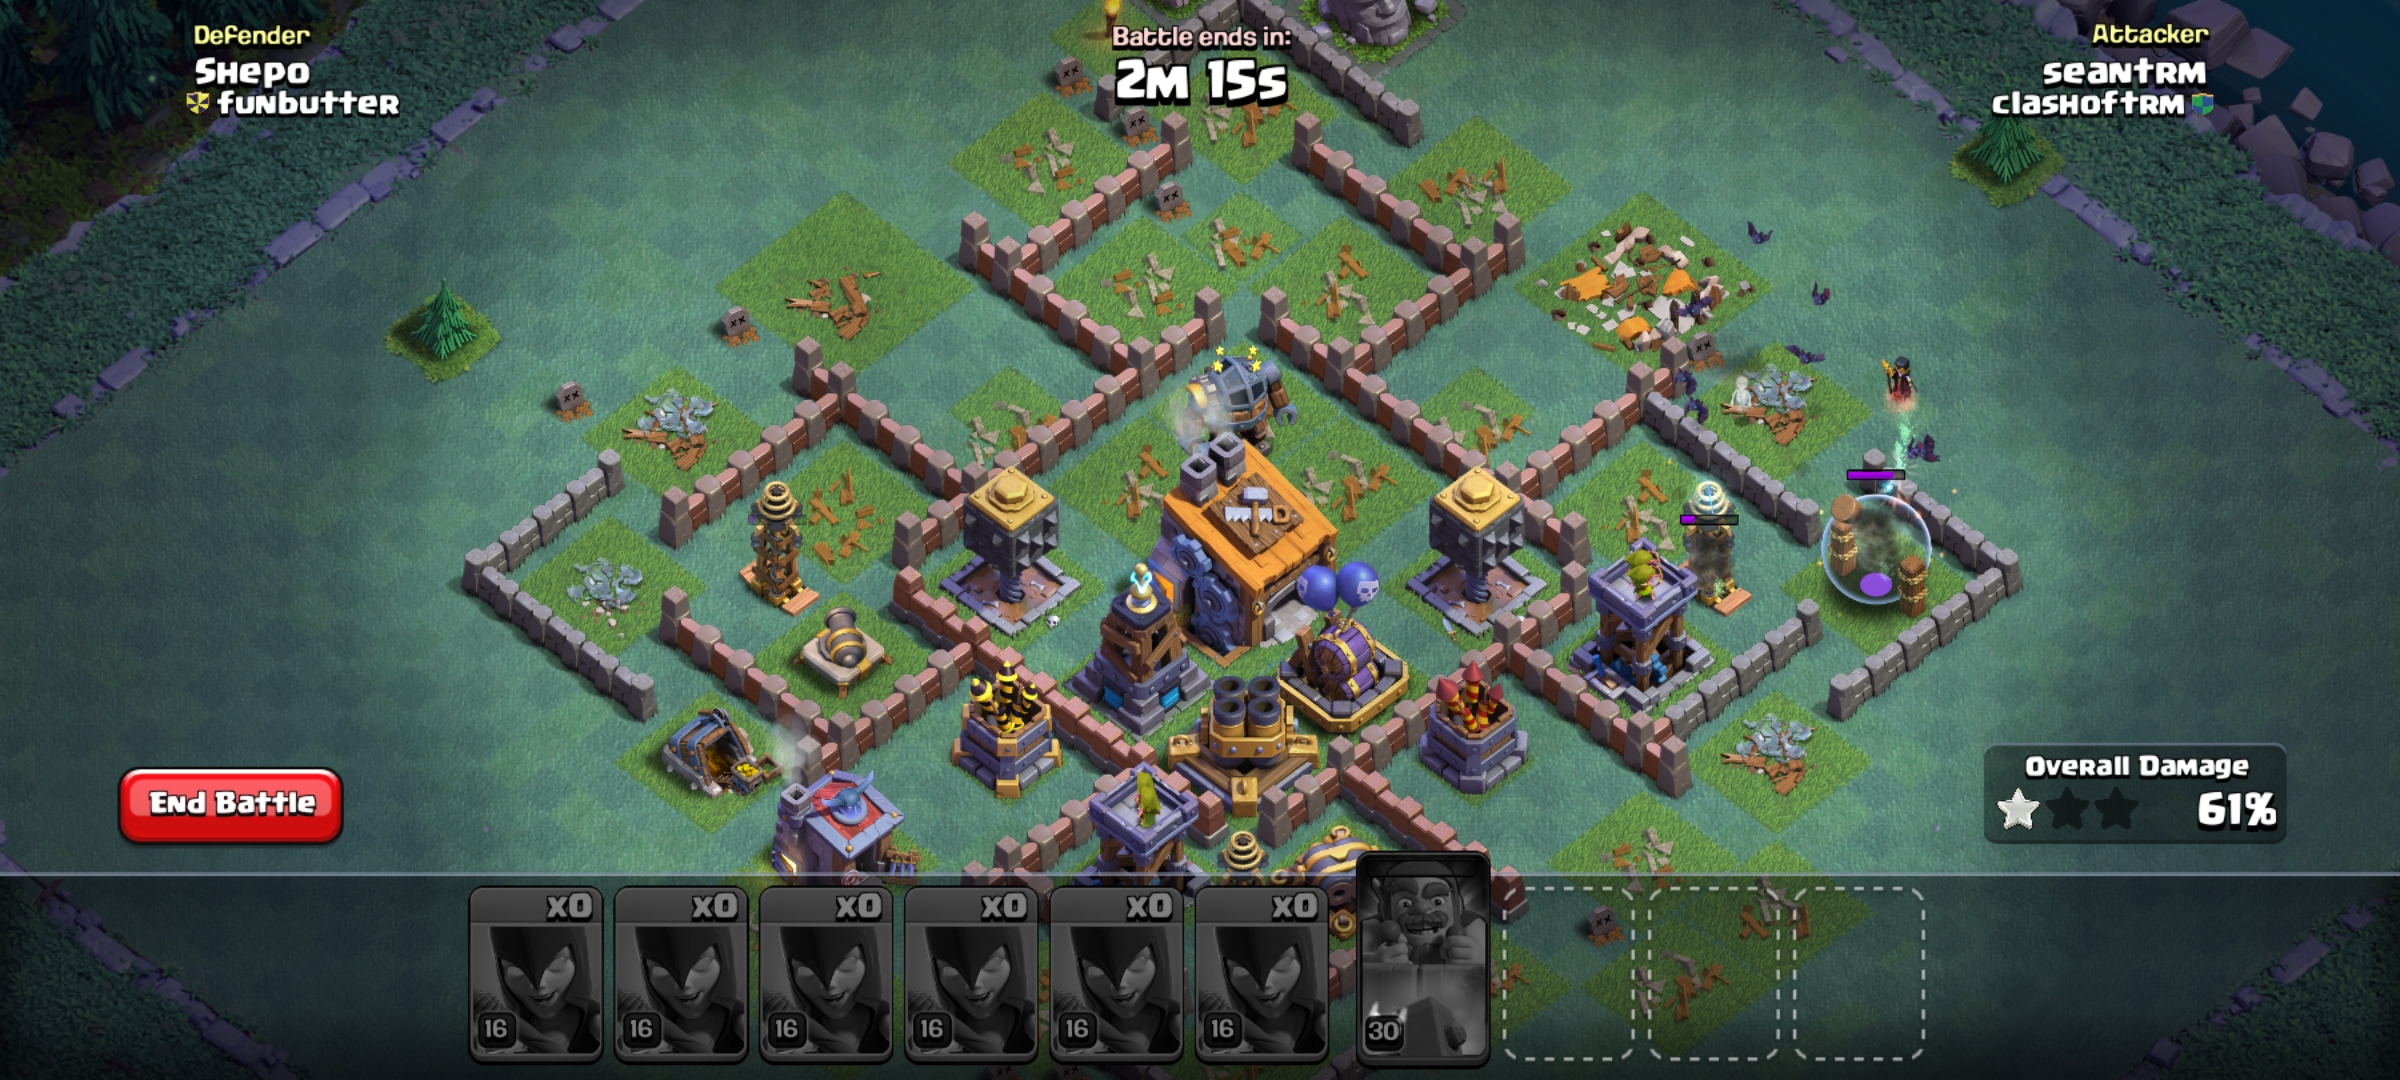 Defender
Shepo
funbutter
Battle ends in:
2m 15s
Attacker
seantrm
clashoftrm
End Battle
Overall Damage
61%
x0
x0
x0
x0
x0
x0
16
16
16
16
16
16
30